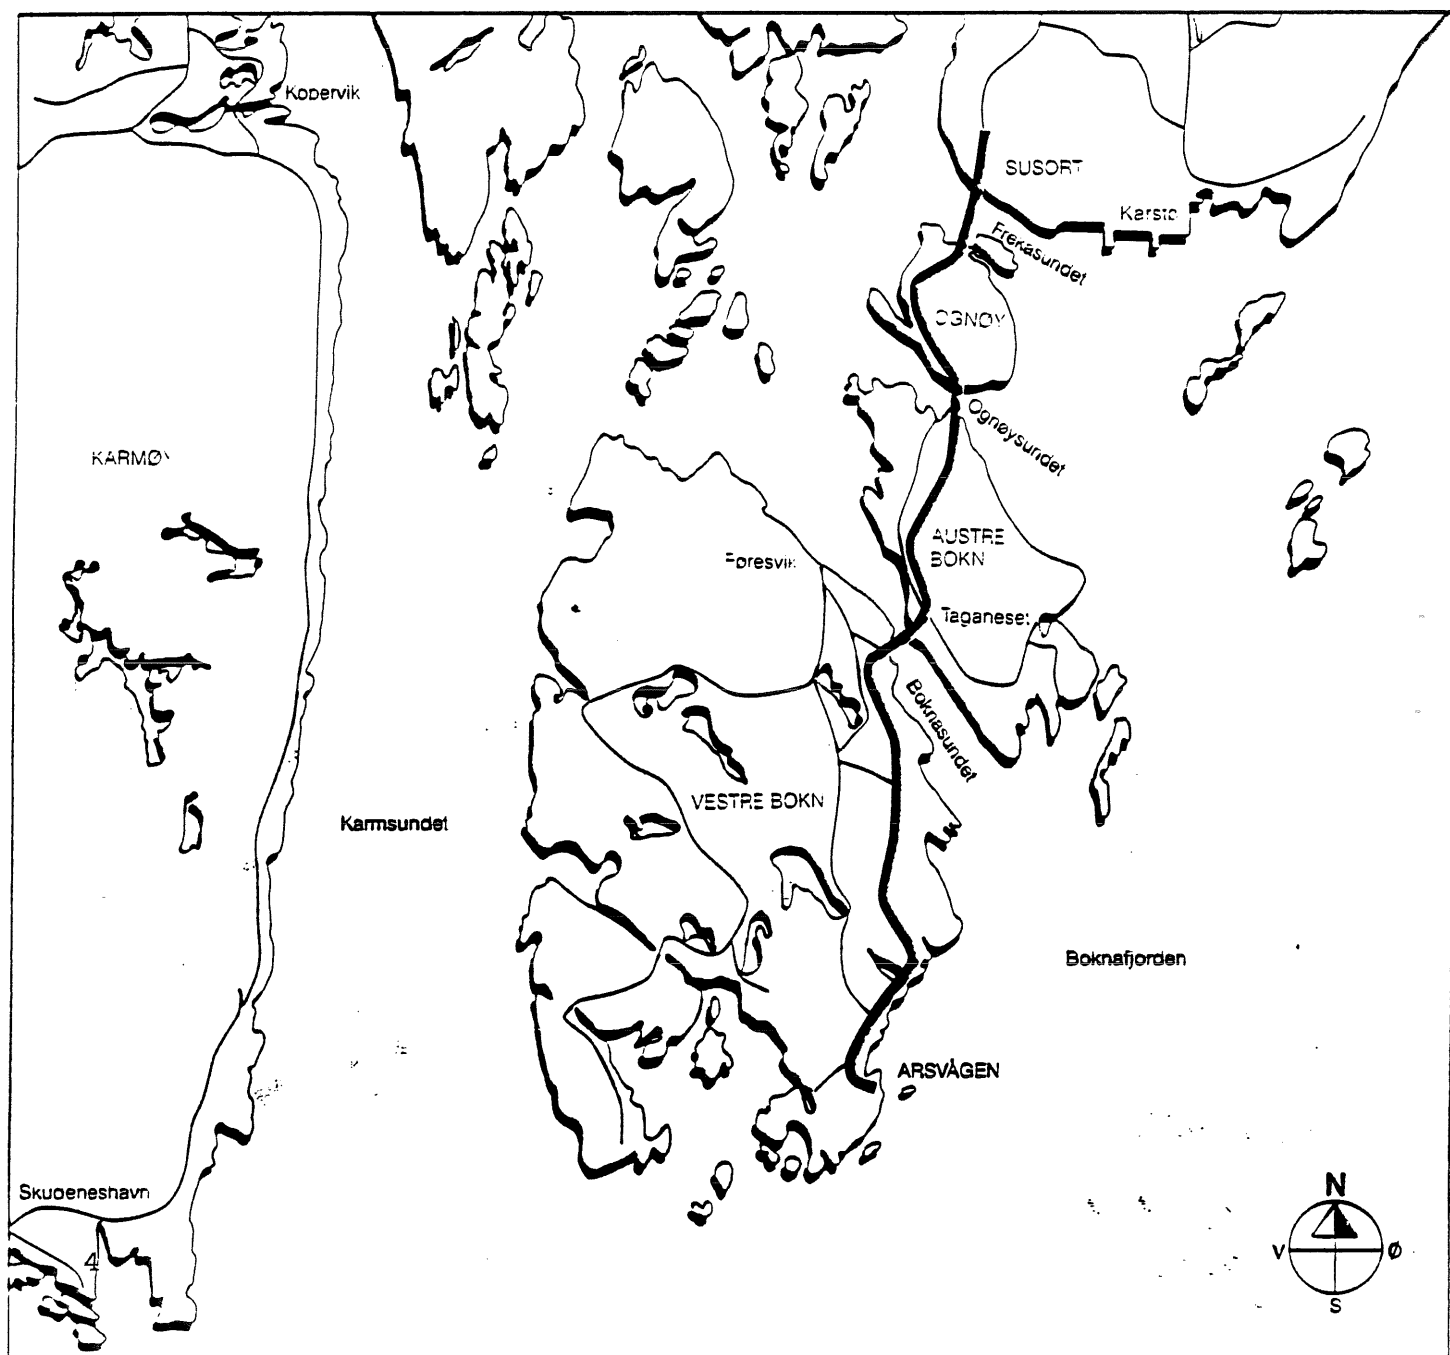 Kopervik
SUSORT
Karstø
Frekasundet
OGNØY
Ognøysundet
KARMØY
AUSTRE
BOKN
Føresvik
Taganeset
Boknasundet
VESTRE BOKN
Karmsundet
Boknafjorden
ARSVÅGEN
Skudeneshavn
4
N
V
Ø
S